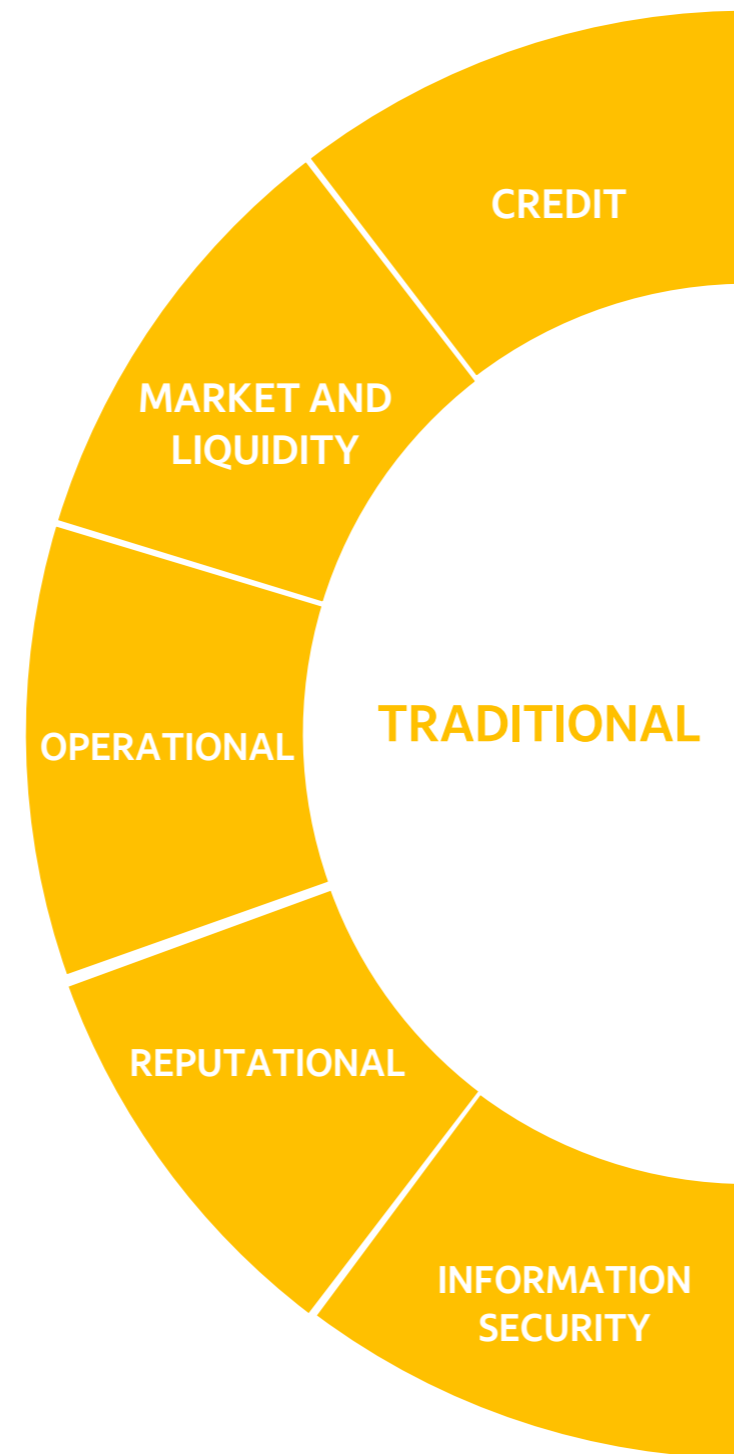 CREDIT
MARKET AND
LIQUIDITY
OPERATIONAL
TRADITIONAL
REPUTATIONAL
INFORMATION
SECURITY